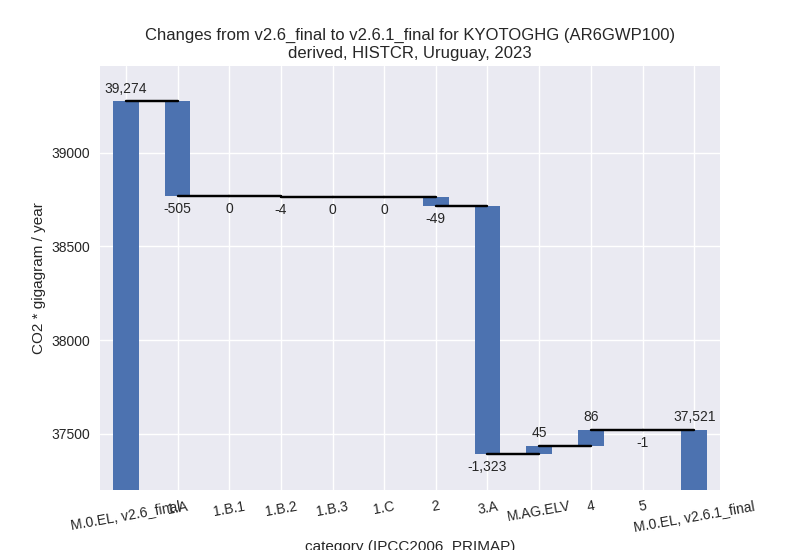 Changes from v2.6_final to v2.6.1_final for KYOTOGHG (AR6GWP100)
derived, HISTCR, Uruguay, 2023
CO2 * gigagram / year
39000
38500
38000
37500
39,274
-505
0
-4
0
0
-49
-1,323
45
86
-1
37,521
M.0.EL, v2.6_final
1.A
1.B.1
1.B.2
1.B.3
1.C
2
3.A
M.AG.ELV
4
5
M.0.EL, v2.6.1_final
category (IPCC2006_PRIMAP)